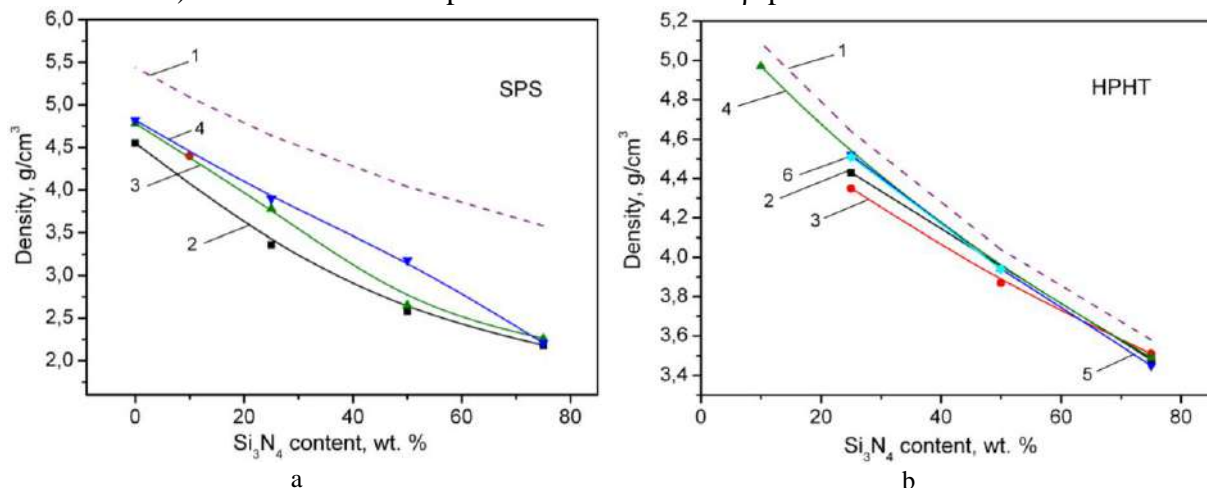 SPS
1
4
3
2
6,0
5,5
5,0
4,5
4,0
3,5
3,0
2,5
2,0
Density, g/cm³
0 20 40 60 80
Si₃N₄ content, wt. %
a
HPHT
1
4
6
2
3
5
5,2
5,0
4,8
4,6
4,4
4,2
4,0
3,8
3,6
3,4
Density, g/cm³
0 20 40 60 80
Si₃N₄ content, wt. %
b